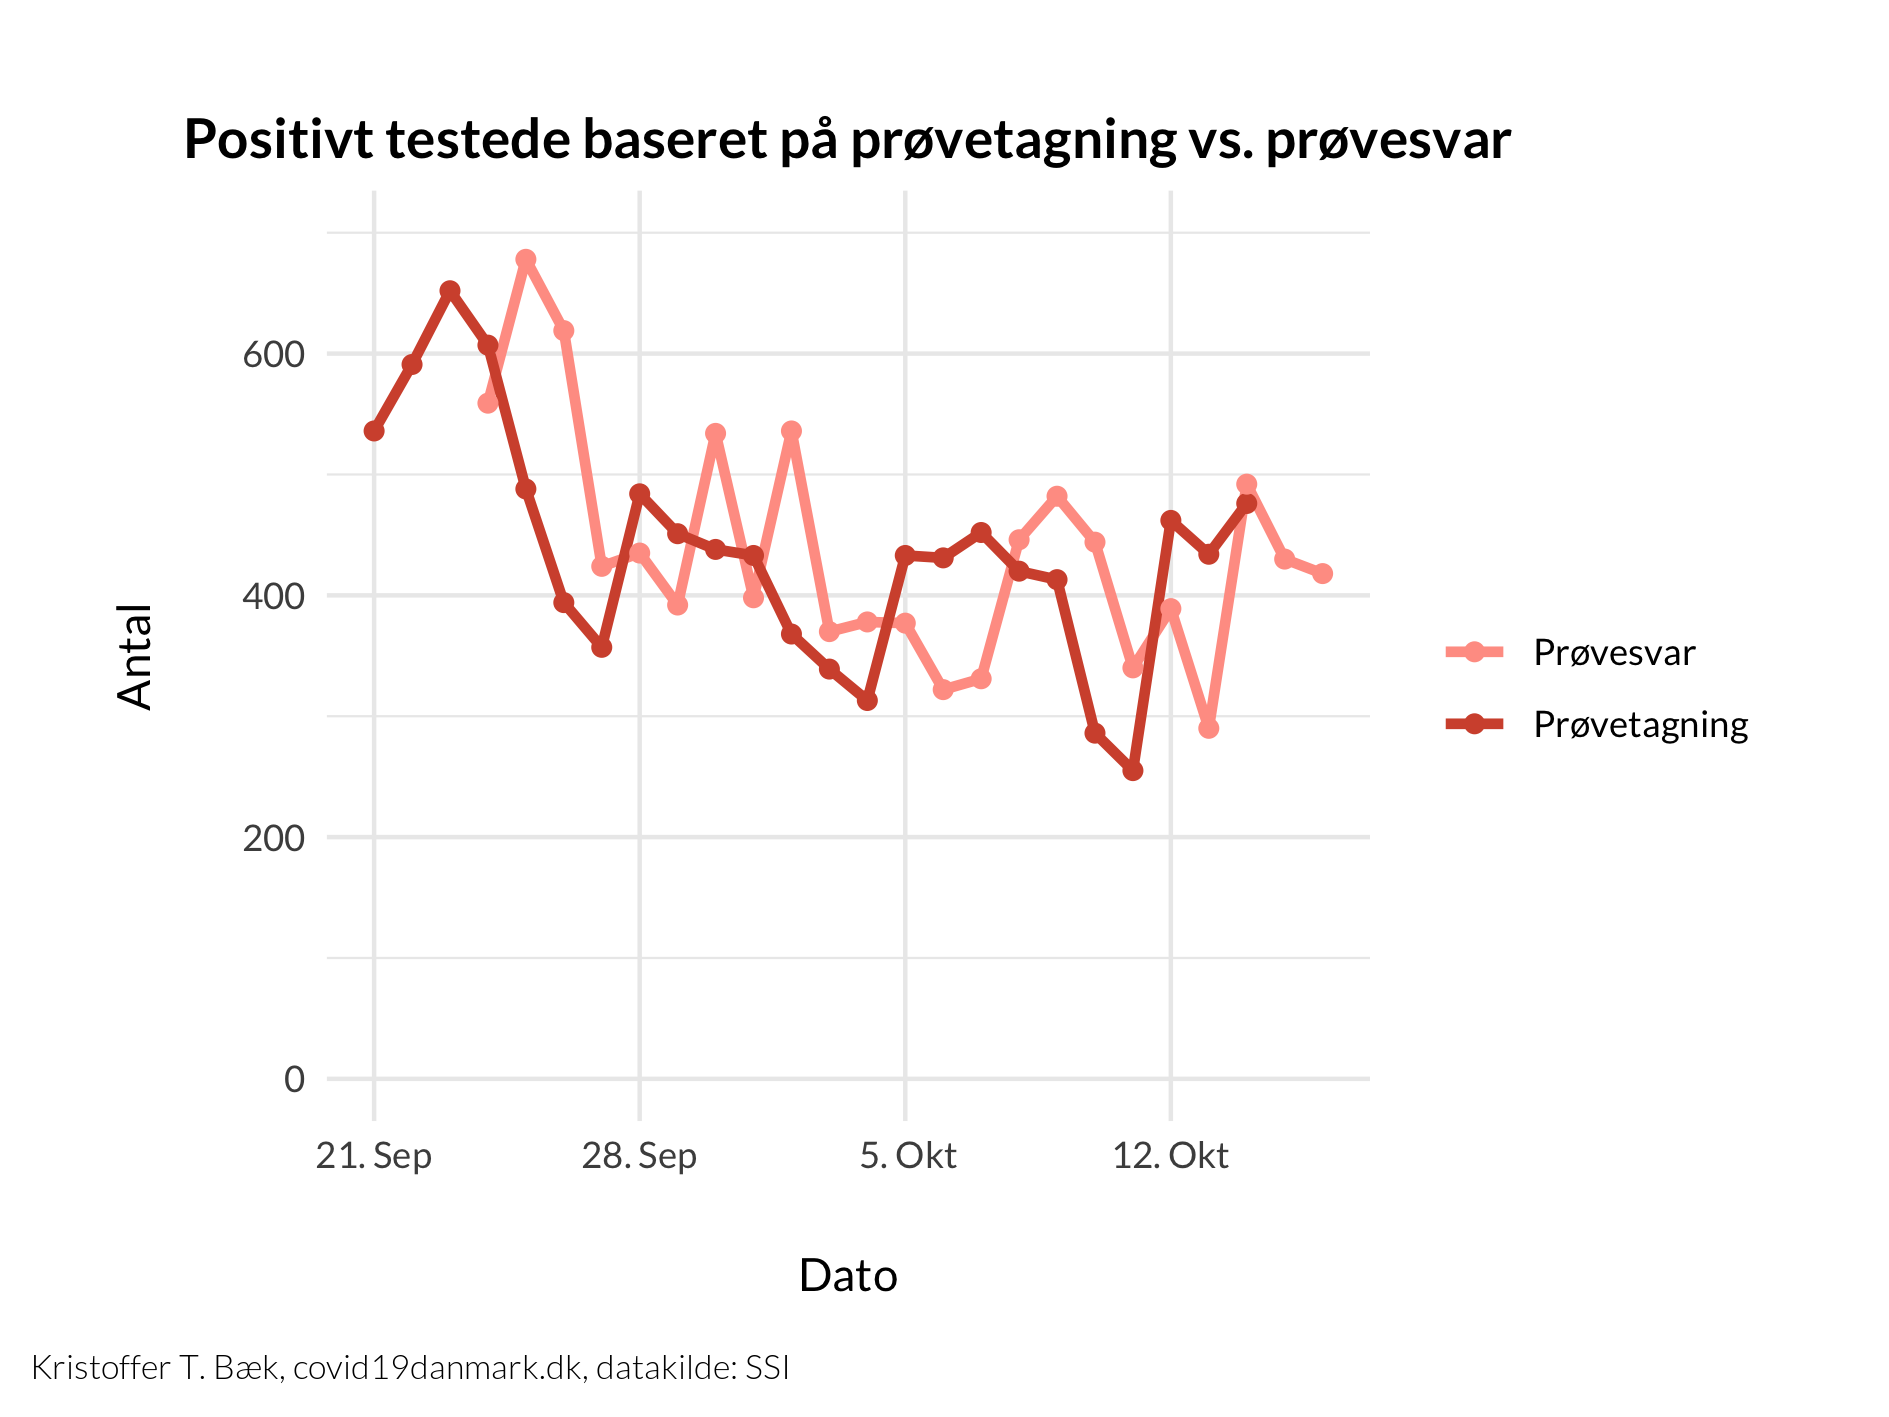 Positivt testede baseret på prøvetagning vs. prøvesvar
600
400
200
0
Antal
21. Sep
28. Sep
5. Okt
12. Okt
Dato
Prøvesvar
Prøvetagning
Kristoffer T. Bæk, covid19danmark.dk, datakilde: SSI